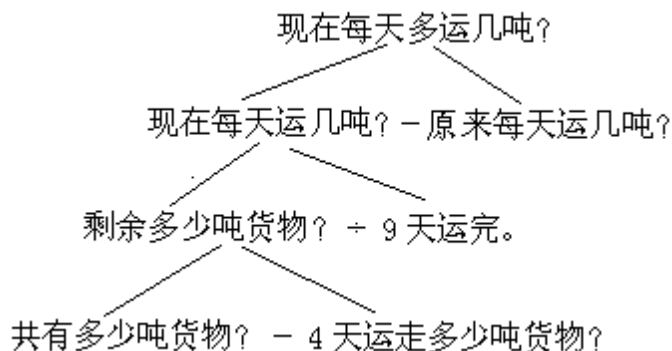 现在每天多运几吨?
现在每天运几吨?－原来每天运几吨?
剩余多少吨货物? ÷ 9天运完。
共有多少吨货物? － 4天运走多少吨货物?